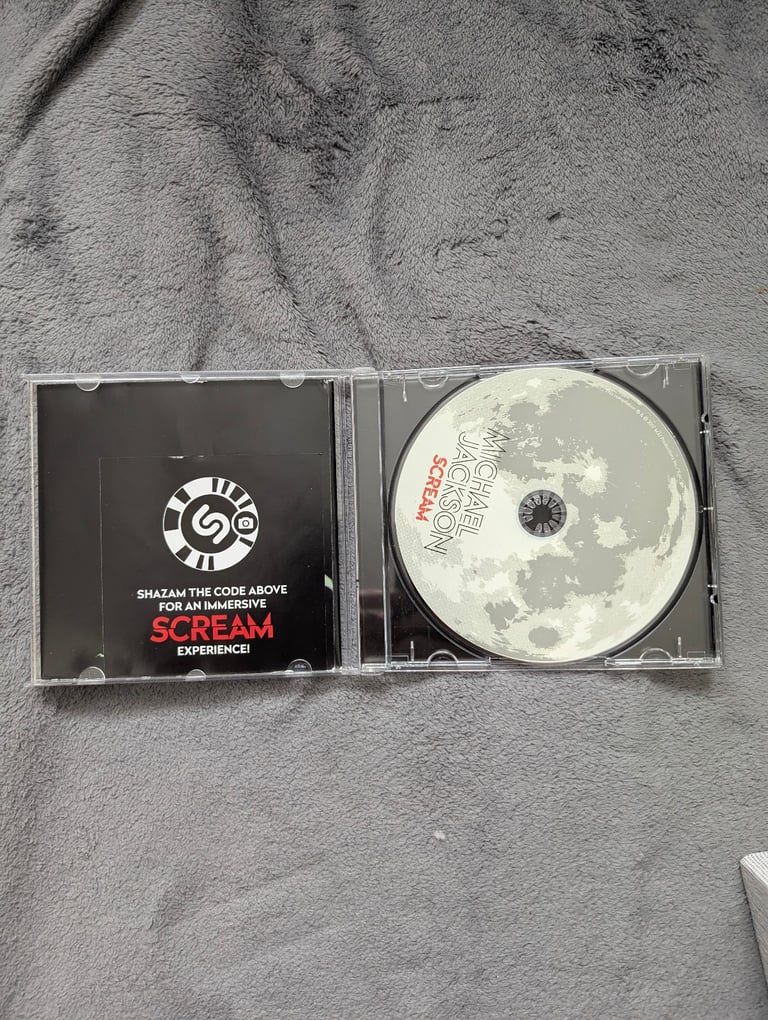 SHAZAM THE CODE ABOVE
FOR AN IMMERSIVE
SCREAM
EXPERIENCE!
MICHAEL
JACKSON
SCREAM